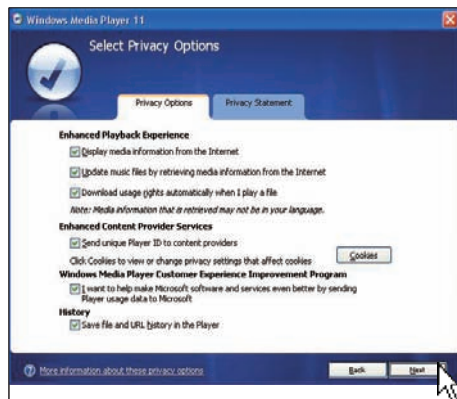 Windows Media Player 11
Select Privacy Options
Privacy Options
Privacy Statement
Enhanced Playback Experience
Display media information from the Internet
Update music files by retrieving media information from the Internet
Download usage rights automatically when I play a file
Note: Media information that is retrieved may not be in your language.
Enhanced Content Provider Services
Send unique Player ID to content providers
Click Cookies to view or change privacy settings that affect cookies
Cookies
Windows Media Player Customer Experience Improvement Program
I want to help make Microsoft software and services even better by sending
Player usage data to Microsoft
History
Save file and URL history in the Player
More information about these privacy options
Back
Next